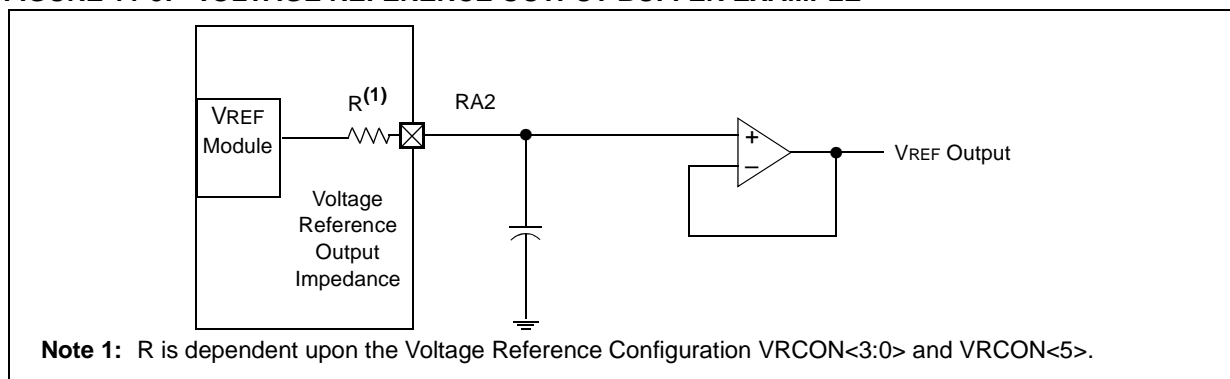 VREF
Module
R(1)
RA2
Voltage
Reference
Output
Impedance
+
–
VREF Output
Note 1: R is dependent upon the Voltage Reference Configuration VRCON<3:0> and VRCON<5>.